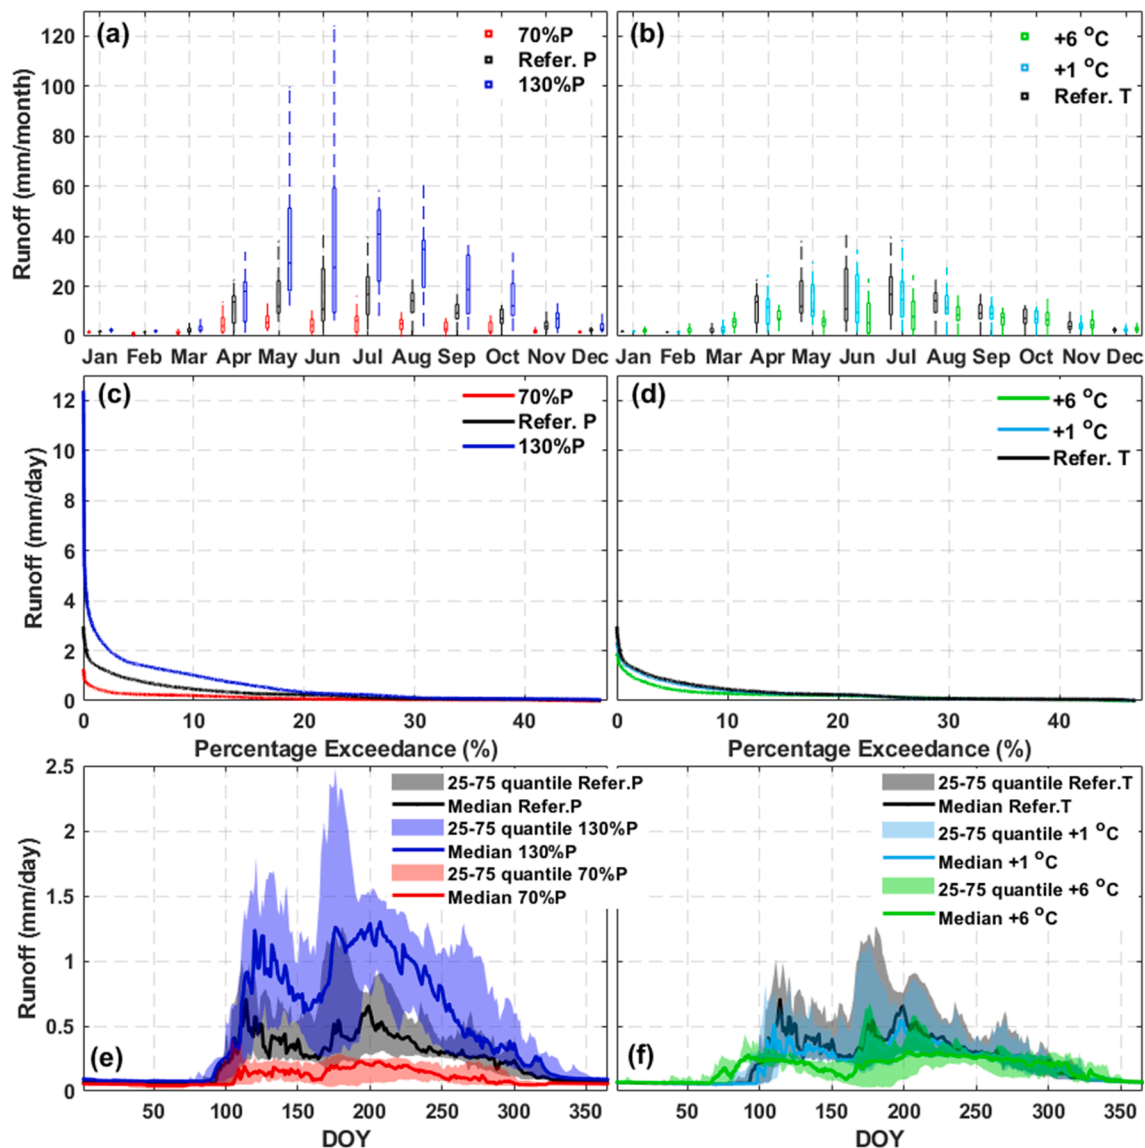 (a)
70%P
Refer. P
130%P
Runoff (mm/month)
120
100
80
60
40
20
0
Jan Feb Mar Apr May Jun Jul Aug Sep Oct Nov Dec
(b)
+6 °C
+1 °C
Refer. T
Jan Feb Mar Apr May Jun Jul Aug Sep Oct Nov Dec
(c)
70%P
Refer. P
130%P
Runoff (mm/day)
12
10
8
6
4
2
0
0 10 20 30 40
Percentage Exceedance (%)
(d)
+6 °C
+1 °C
Refer. T
0 10 20 30 40
Percentage Exceedance (%)
25-75 quantile Refer.P
Median Refer.P
25-75 quantile 130%P
Median 130%P
25-75 quantile 70%P
Median 70%P
Runoff (mm/day)
2.5
2
1.5
1
0.5
0
(e)
50 100 150 200 250 300 350
DOY
25-75 quantile Refer.T
Median Refer.T
25-75 quantile +1 °C
Median +1 °C
25-75 quantile +6 °C
Median +6 °C
(f)
50 100 150 200 250 300 350
DOY